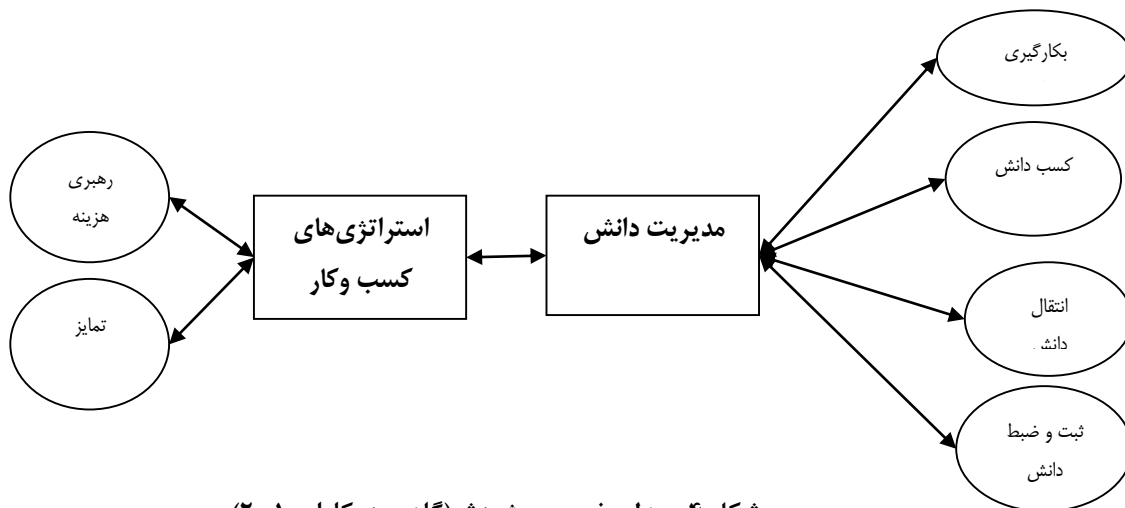 بکارگیری
کسب دانش
انتقال
دانش
ثبت و ضبط
دانش
مدیریت دانش
استراتژی‌های
کسب وکار
رهبری
هزینه
تمایز